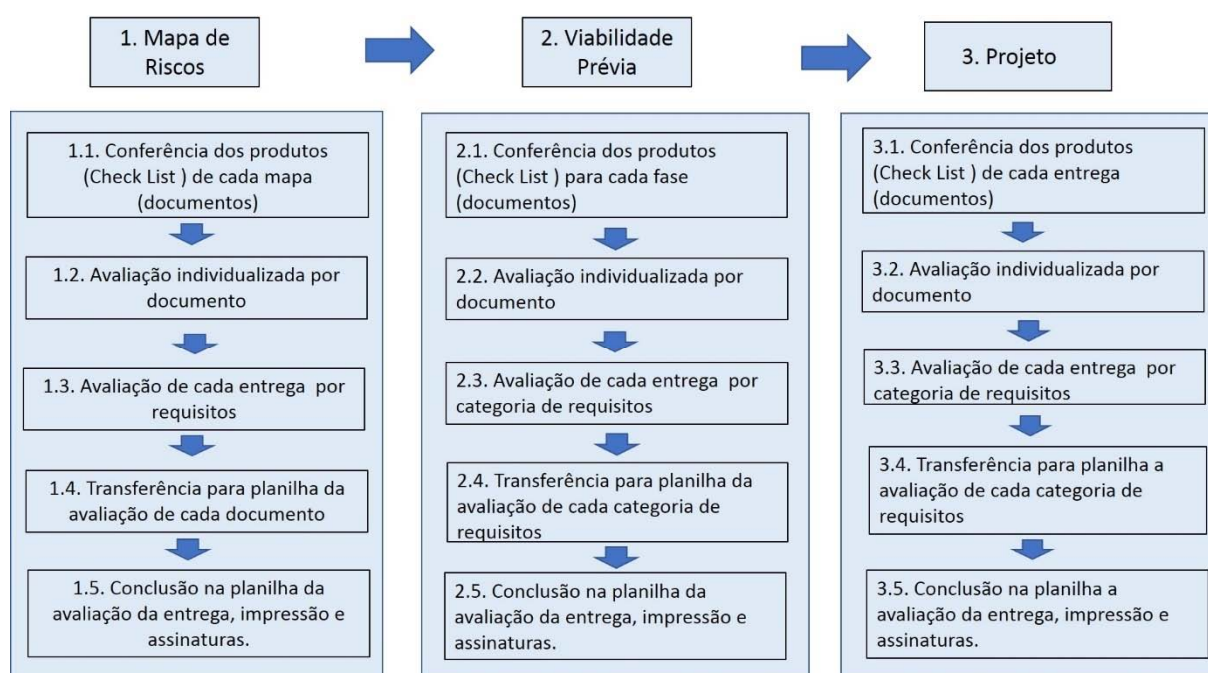 1. Mapa de
Riscos
2. Viabilidade
Prévia
3. Projeto
1.1. Conferência dos produtos
(Check List ) de cada mapa
(documentos)
1.2. Avaliação individualizada por
documento
1.3. Avaliação de cada entrega por
requisitos
1.4. Transferência para planilha da
avaliação de cada documento
1.5. Conclusão na planilha da
avaliação da entrega, impressão e
assinaturas.
2.1. Conferência dos produtos
(Check List ) para cada fase
(documentos)
2.2. Avaliação individualizada por
documento
2.3. Avaliação de cada entrega por
categoria de requisitos
2.4. Transferência para planilha da
avaliação de cada categoria de
requisitos
2.5. Conclusão na planilha da
avaliação da entrega, impressão e
assinaturas.
3.1. Conferência dos produtos
(Check List ) de cada entrega
(documentos)
3.2. Avaliação individualizada por
documento
3.3. Avaliação de cada entrega por
categoria de requisitos
3.4. Transferência para planilha a
avaliação de cada categoria de
requisitos
3.5. Conclusão na planilha a
avaliação da entrega, impressão e
assinaturas.